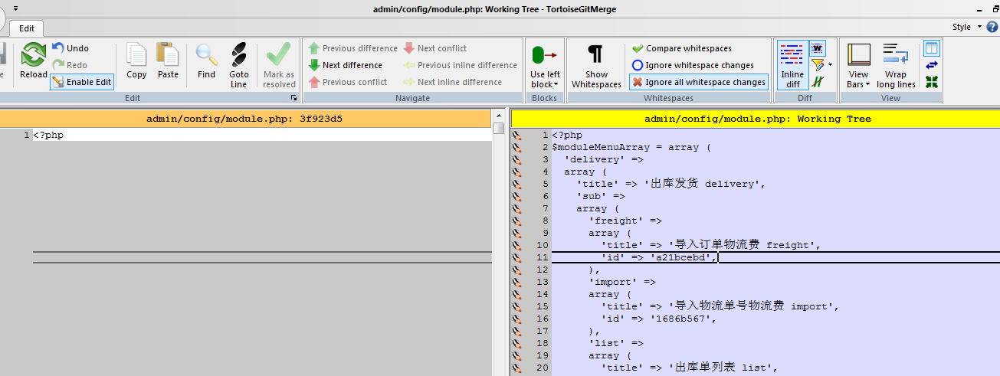 admin/config/module.php: Working Tree - TortoiseGitMerge
Edit
Style
Reload
Undo
Redo
Enable Edit
Copy
Paste
Find
Goto Line
Mark as resolved
Edit
Previous difference
Next difference
Previous conflict
Next conflict
Previous inline difference
Next inline difference
Navigate
Use left block
Blocks
Show Whitespaces
Compare whitespaces
Ignore whitespace changes
Ignore all whitespace changes
Whitespaces
Inline diff
Diff
View Bars
Wrap long lines
View
admin/config/module.php: 3f923d5
1 <?php
admin/config/module.php: Working Tree
1 <?php
2 $moduleMenuArray = array (
3 'delivery' =>
4 array (
5 'title' => '出库发货 delivery',
6 'sub' =>
7 array (
8 'freight' =>
9 array (
10 'title' => '导入订单物流费 freight',
11 'id' => 'a21bcebd',
12 ),
13 'import' =>
14 array (
15 'title' => '导入物流单号物流费 import',
16 'id' => '1686b567',
17 ),
18 'list' =>
19 array (
20 'title' => '出库单列表 list',